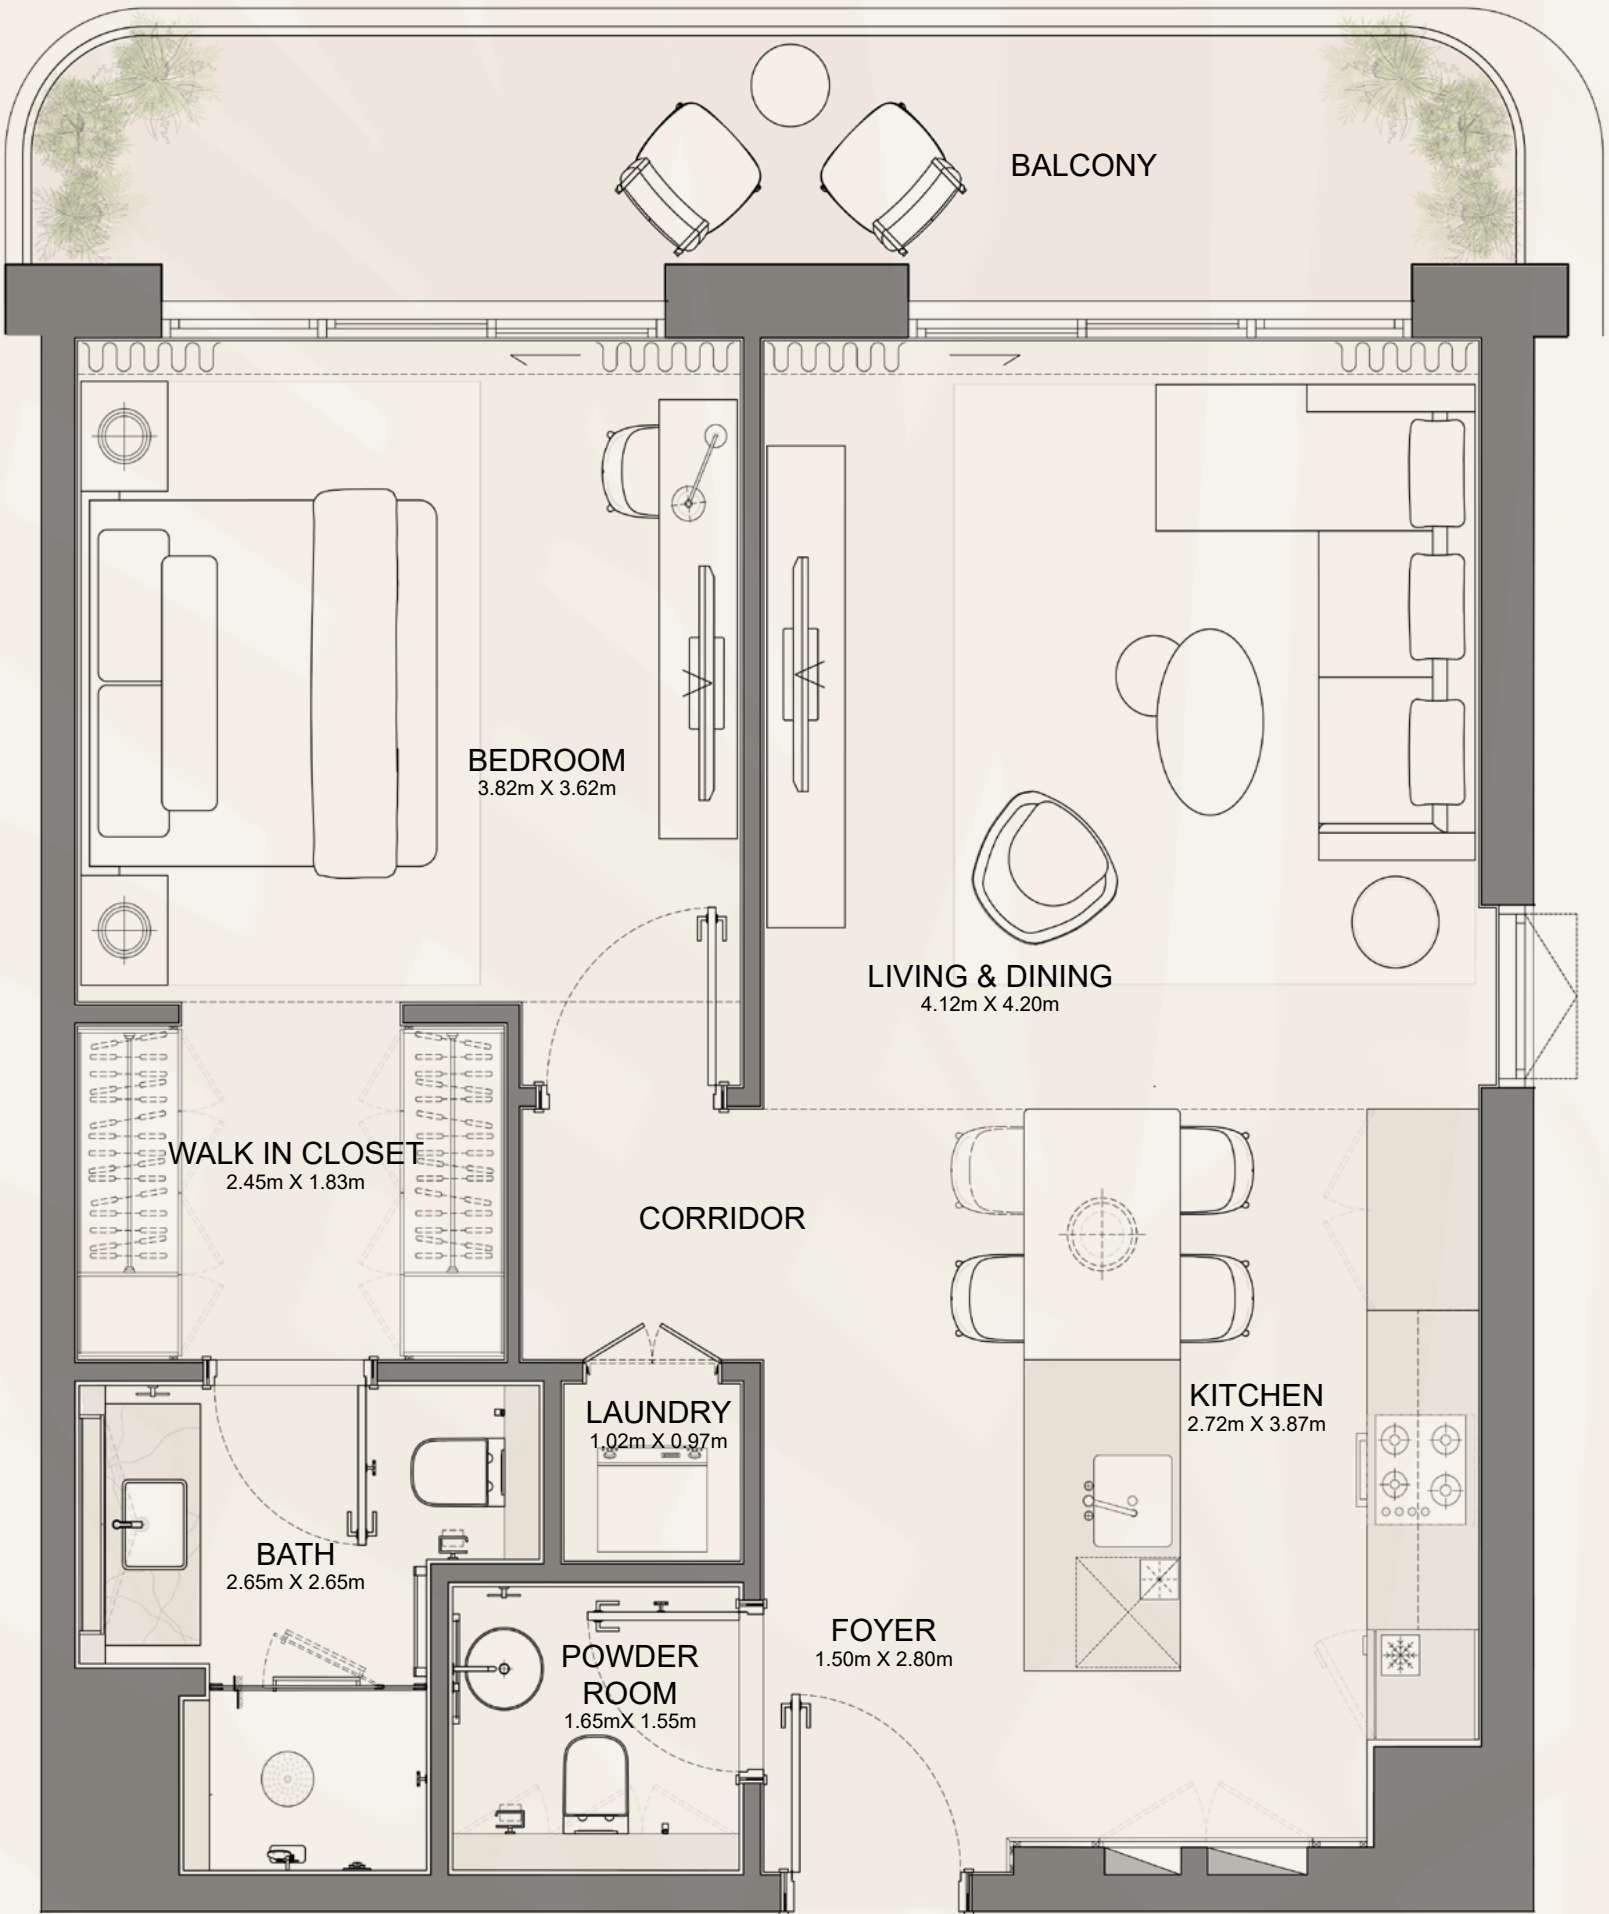 BALCONY
BEDROOM
3.82m X 3.62m
LIVING & DINING
4.12m X 4.20m
WALK IN CLOSET
2.45m X 1.83m
CORRIDOR
KITCHEN
2.72m X 3.87m
LAUNDRY
1.02m X 0.97m
BATH
2.65m X 2.65m
FOYER
1.50m X 2.80m
POWDER
ROOM
1.65mX 1.55m